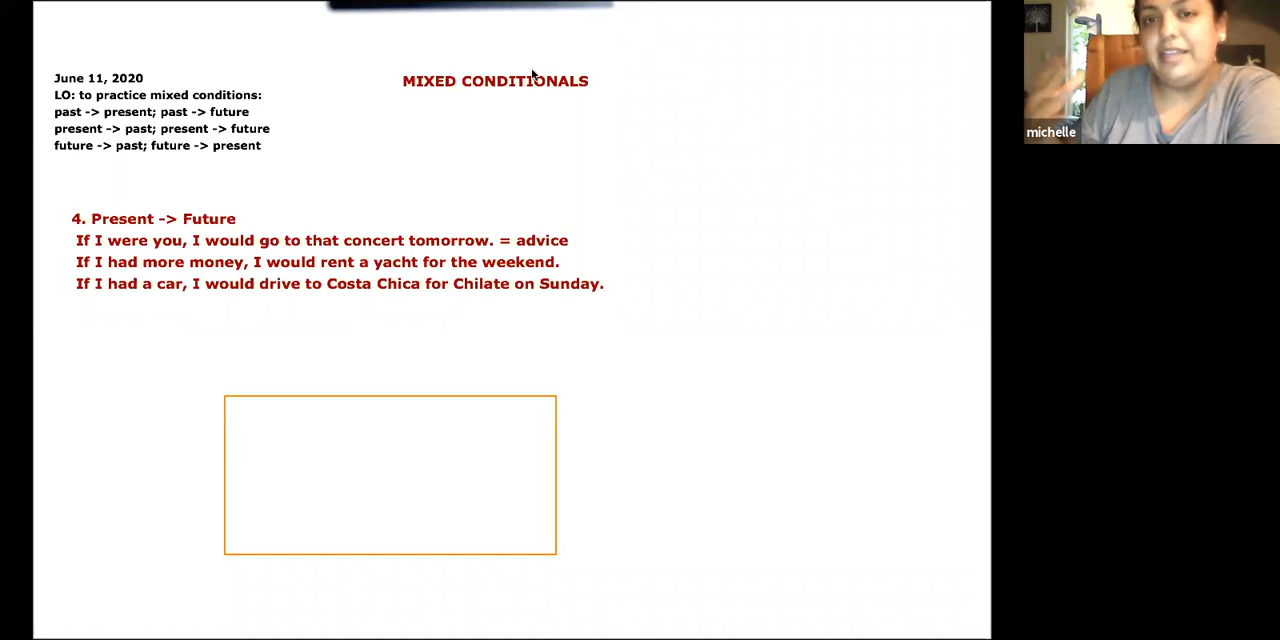 June 11, 2020
LO: to practice mixed conditions:
past -> present; past -> future
present -> past; present -> future
future -> past; future -> present
MIXED CONDITIONALS
4. Present -> Future
If I were you, I would go to that concert tomorrow. = advice
If I had more money, I would rent a yacht for the weekend.
If I had a car, I would drive to Costa Chica for Chilate on Sunday.
michelle